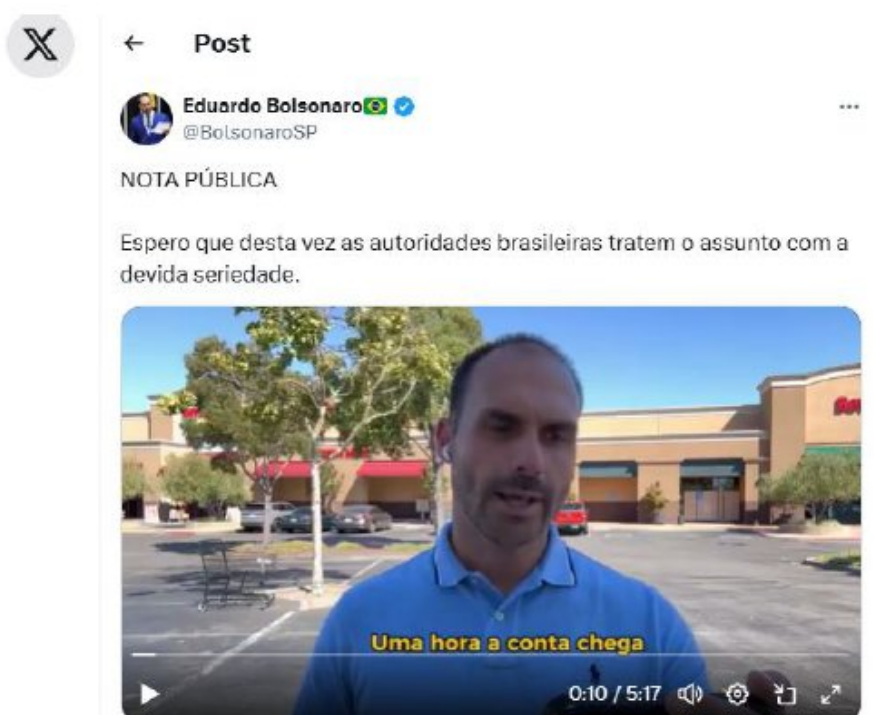 Post
Eduardo Bolsonaro
@BolsonaroSP
NOTA PÚBLICA
Espero que desta vez as autoridades brasileiras tratem o assunto com a
devida seriedade.
Uma hora a conta chega
0:10 / 5:17